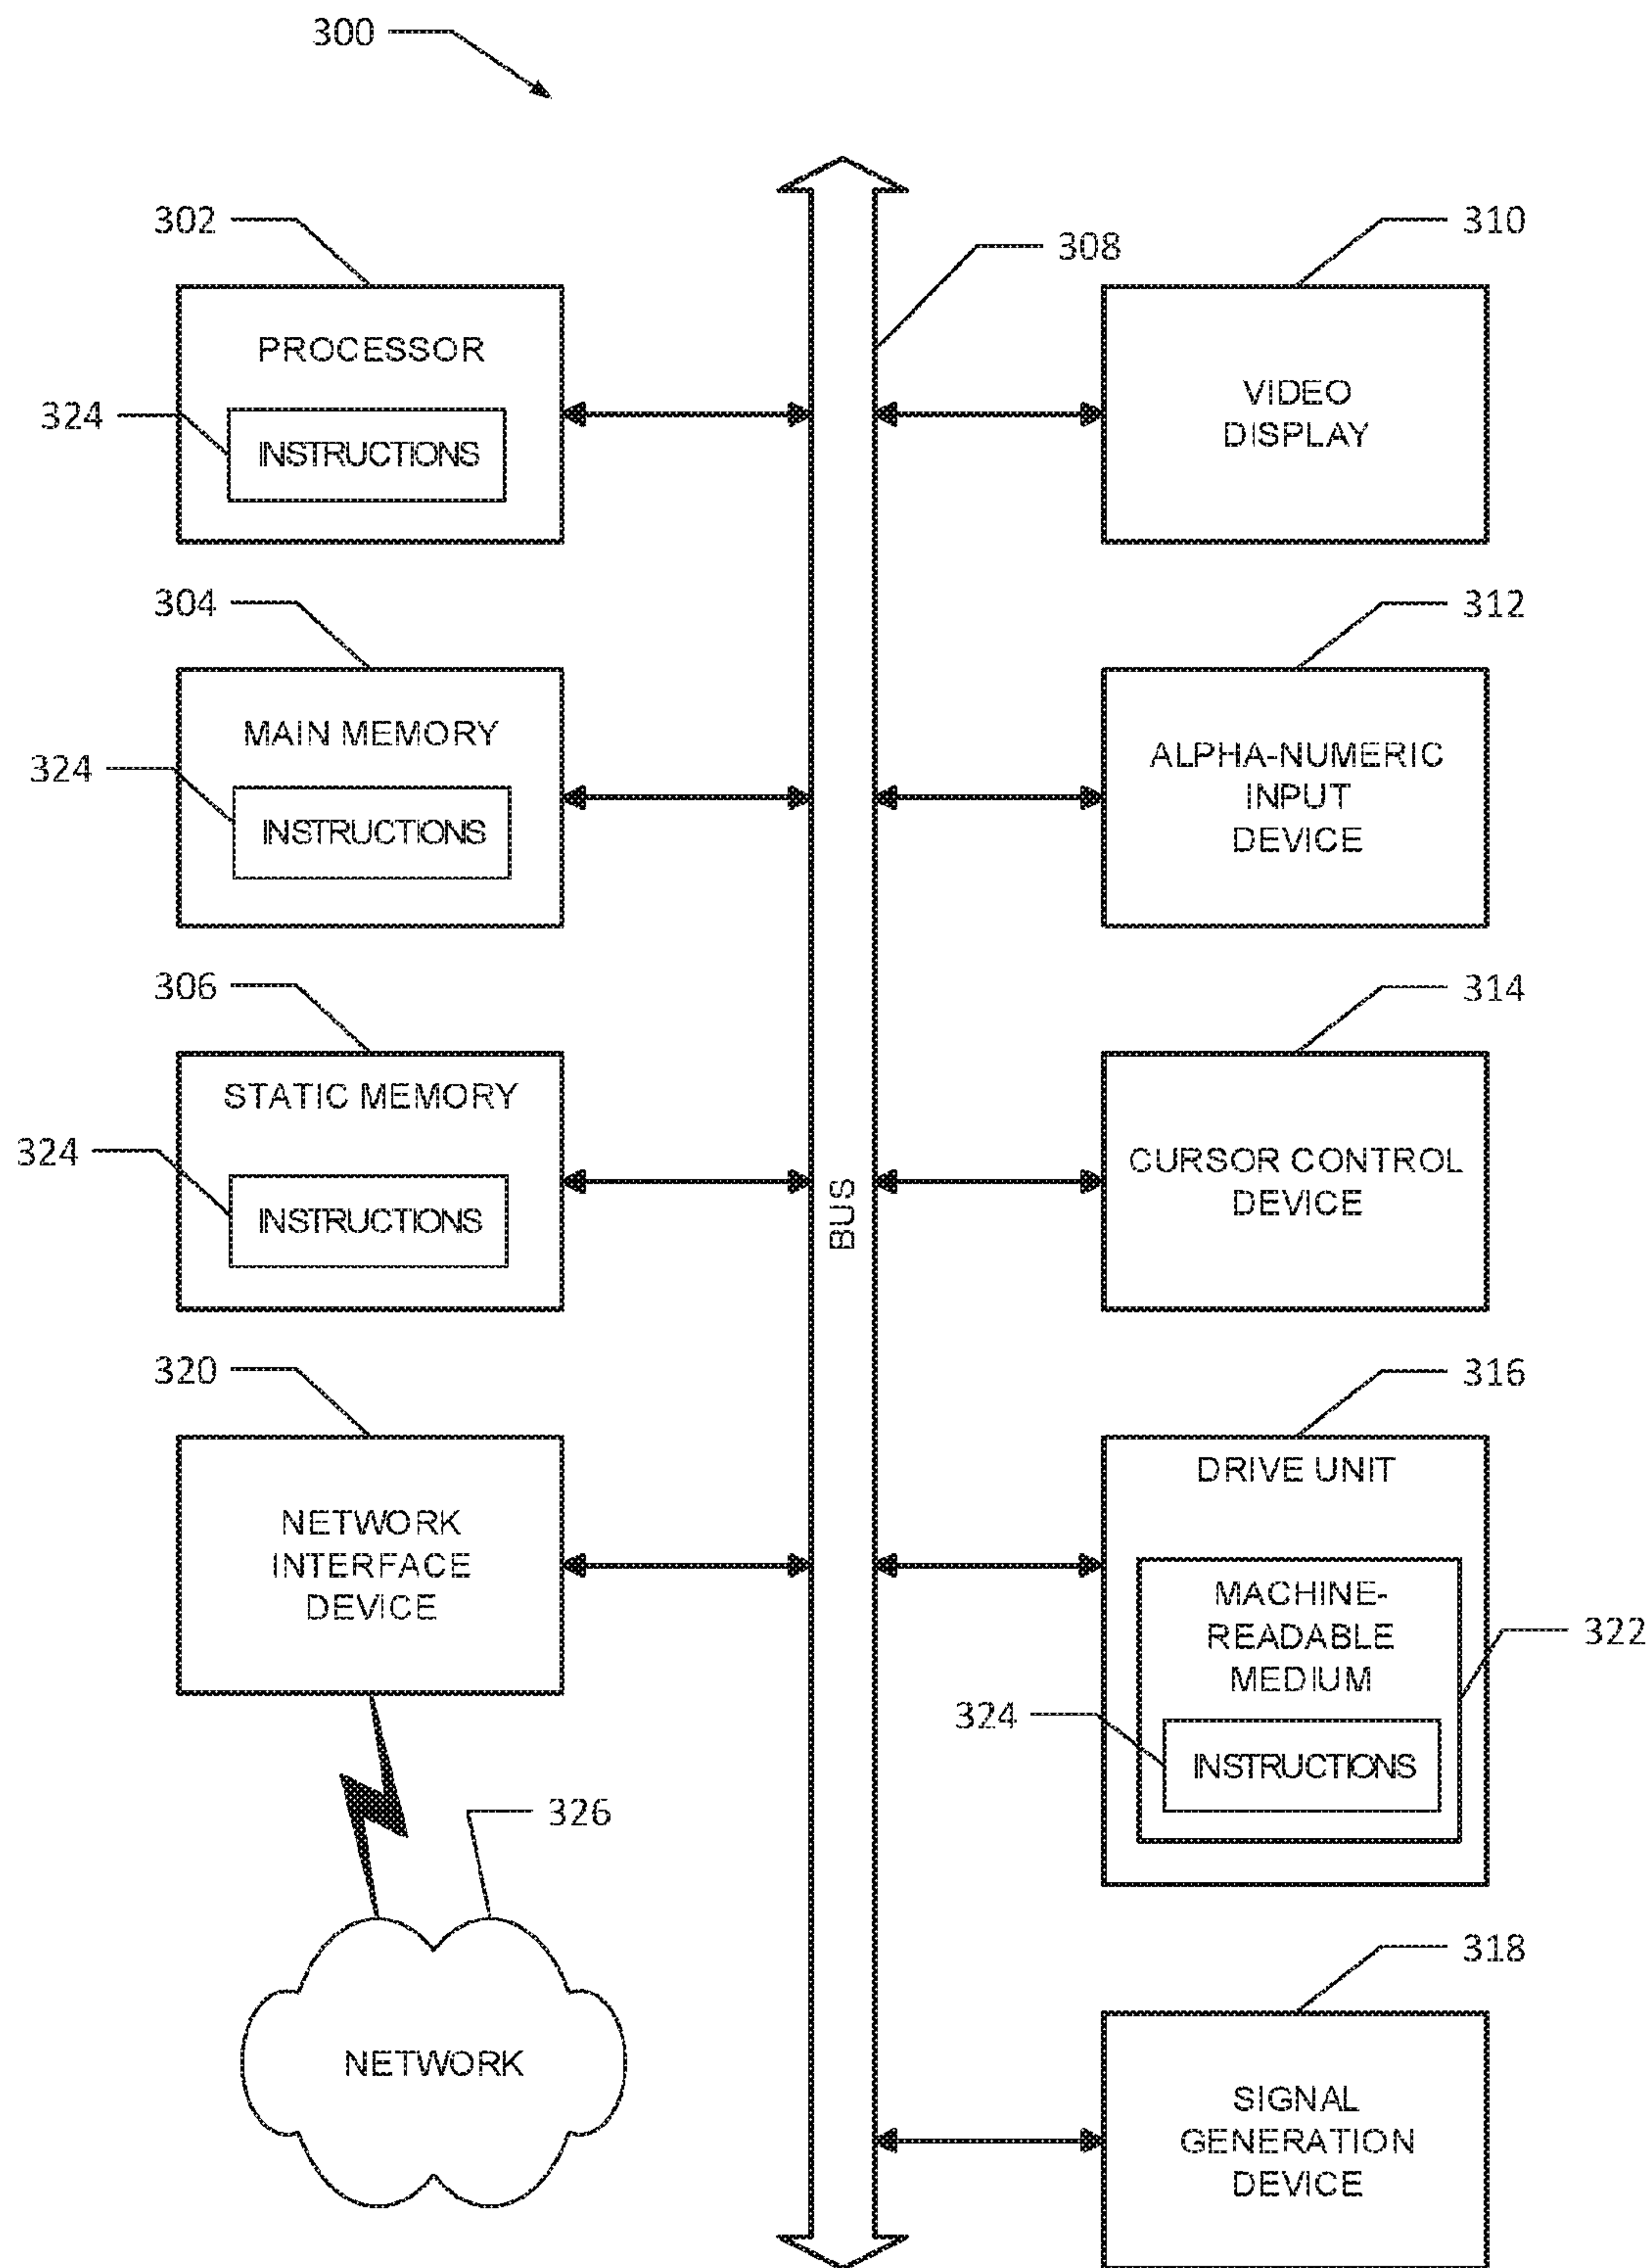 300
302
PROCESSOR
324
INSTRUCTIONS
304
MAIN MEMORY
324
INSTRUCTIONS
306
STATIC MEMORY
324
INSTRUCTIONS
320
NETWORK
INTERFACE
DEVICE
326
NETWORK
308
BUS
310
VIDEO
DISPLAY
312
ALPHA-NUMERIC
INPUT
DEVICE
314
CURSOR CONTROL
DEVICE
316
DRIVE UNIT
MACHINE-
READABLE
MEDIUM
322
324
INSTRUCTIONS
318
SIGNAL
GENERATION
DEVICE